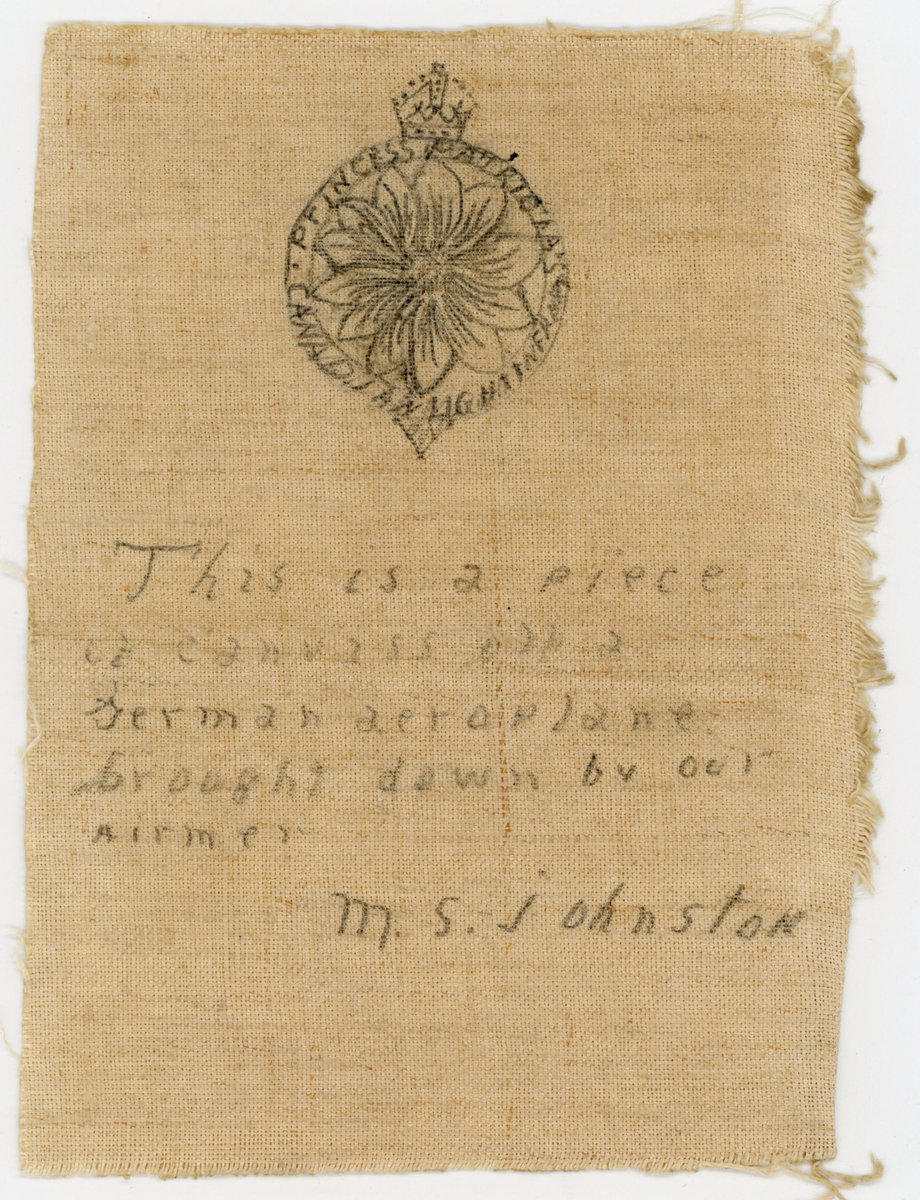 PRINCESS PATRICIA'S
CANADIAN LIGHT INFANTRY
This is a piece
of canvass off a
German aeroplane
brought down by our
Airmen
M. S. Johnston